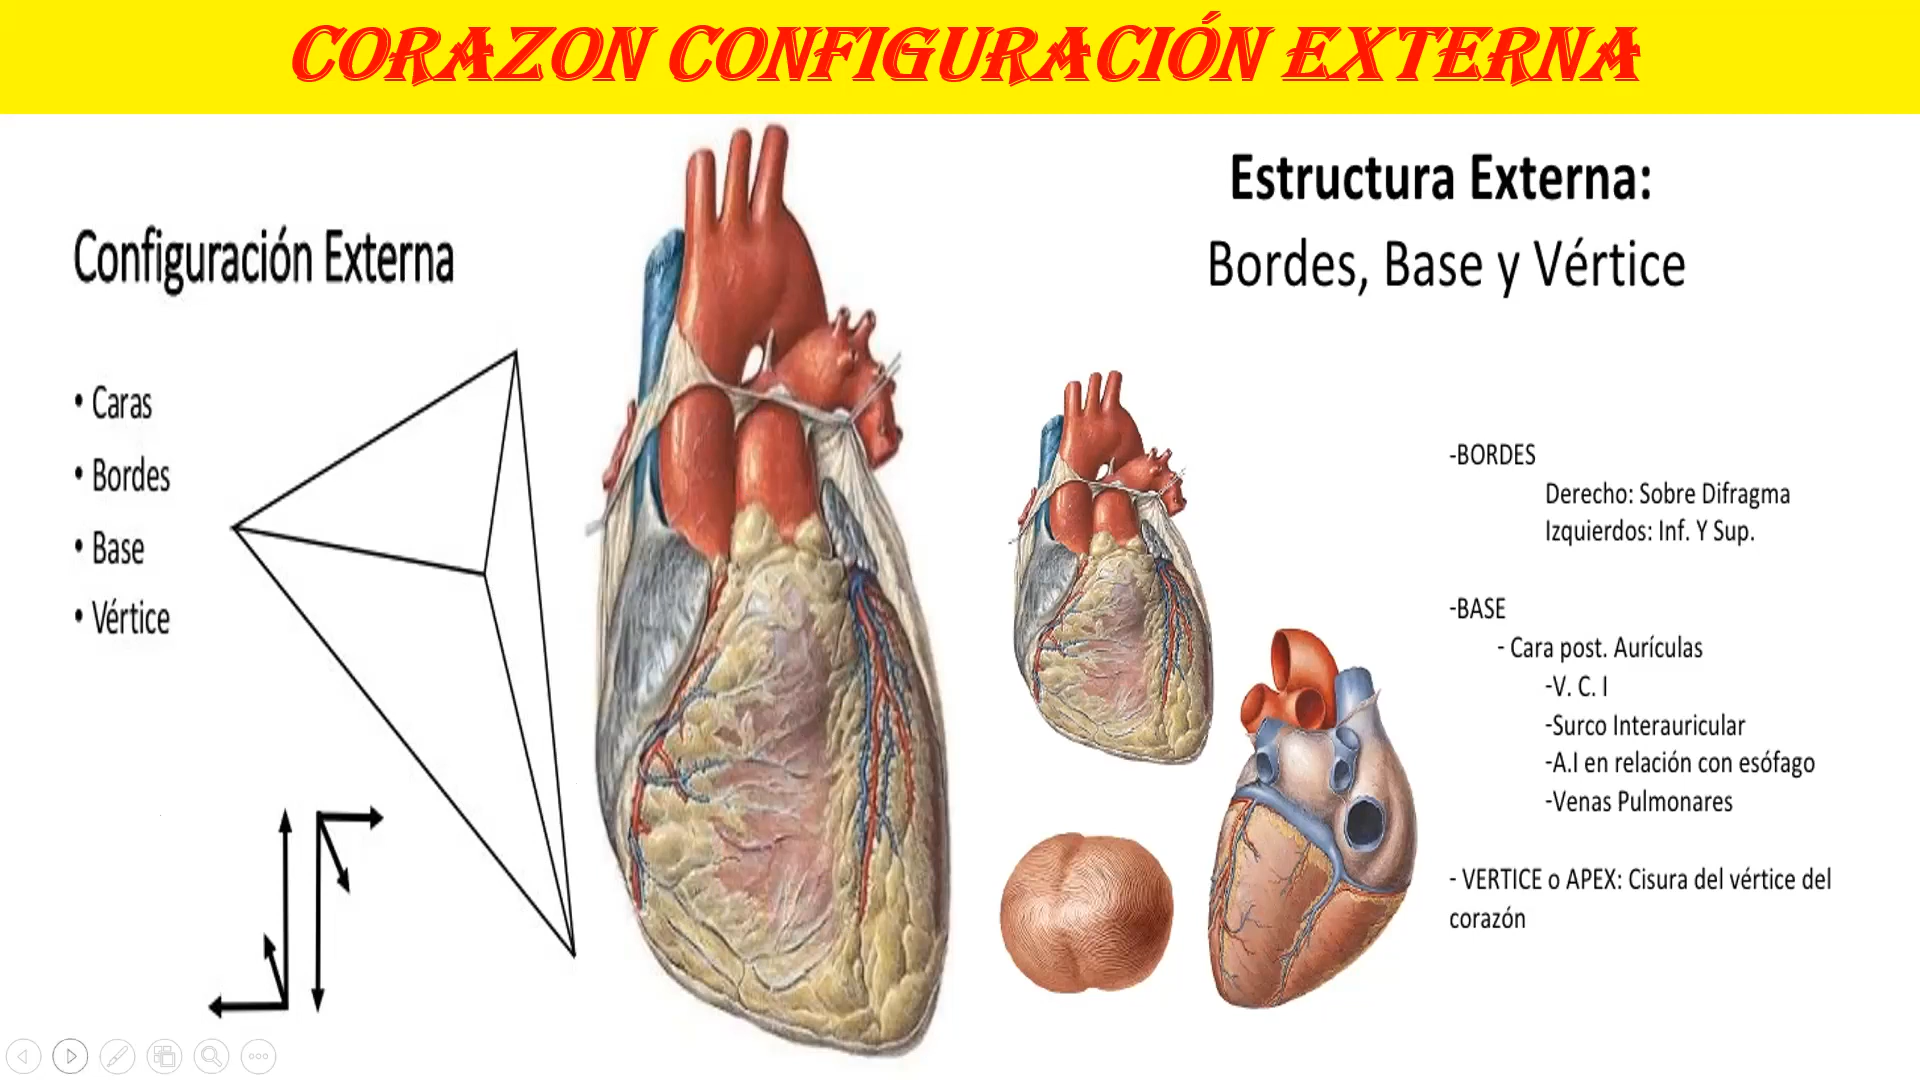 CORAZON CONFIGURACIÓN EXTERNA
Configuración Externa
• Caras
• Bordes
• Base
• Vértice
Estructura Externa:
Bordes, Base y Vértice
-BORDES
Derecho: Sobre Difragma
Izquierdos: Inf. Y Sup.
-BASE
- Cara post. Aurículas
-V. C. I
-Surco Interauricular
-A.I en relación con esófago
-Venas Pulmonares
- VERTICE o APEX: Cisura del vértice del
corazón